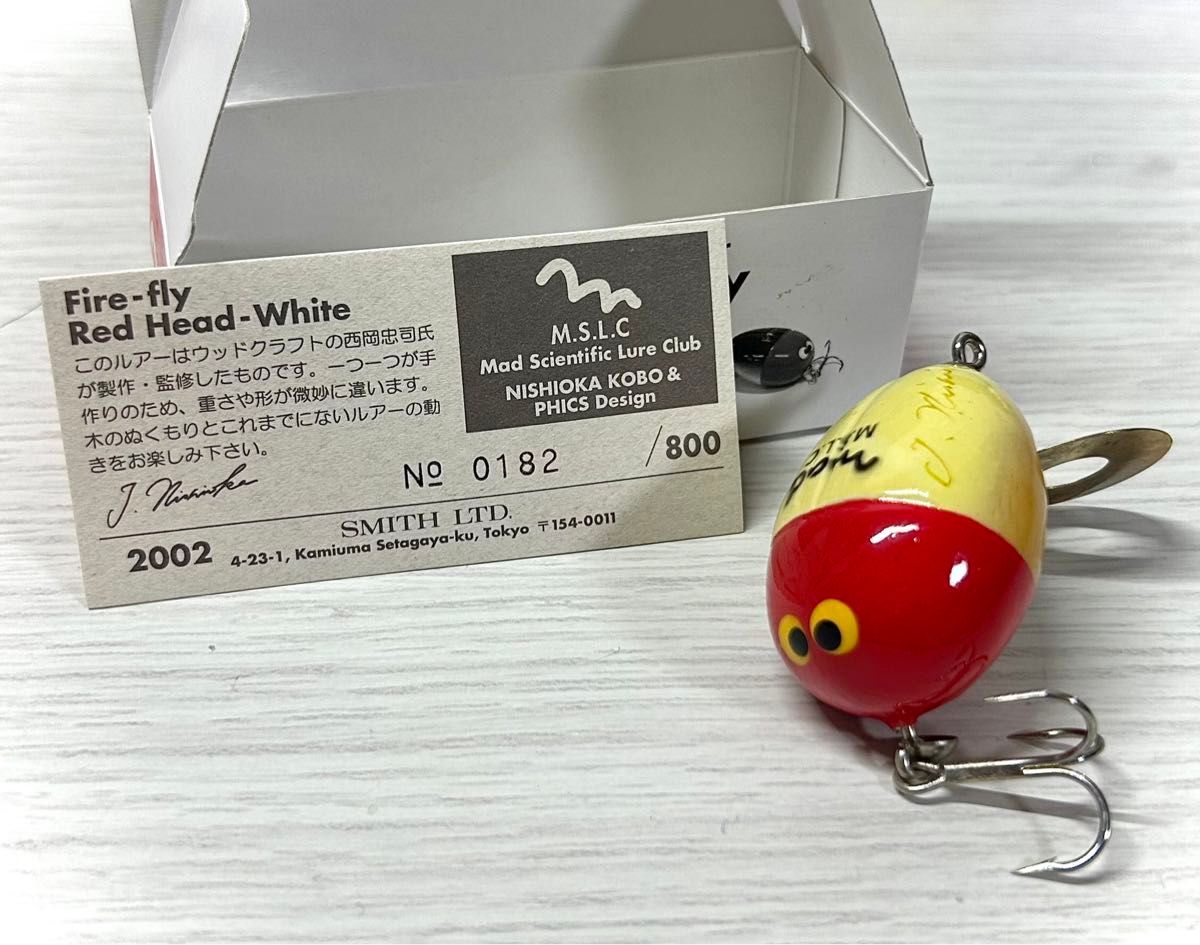 Fire-fly
Red Head-White
このルアーはウッドクラフトの西岡忠司氏
が製作・監修したものです。一つ一つが手
作りのため、重さや形が微妙に違います。
木のぬくもりとこれまでにないルアーの動
きをお楽しみ下さい。
J. Nishioka
M.S.L.C
Mad Scientific Lure Club
NISHIOKA KOBO &
PHICS Design
№ 0182 /800
SMITH LTD.
2002 4-23-1, Kamiuma Setagaya-ku, Tokyo 〒154-0011
y
mad
M.S.L.C
J. Nishioka